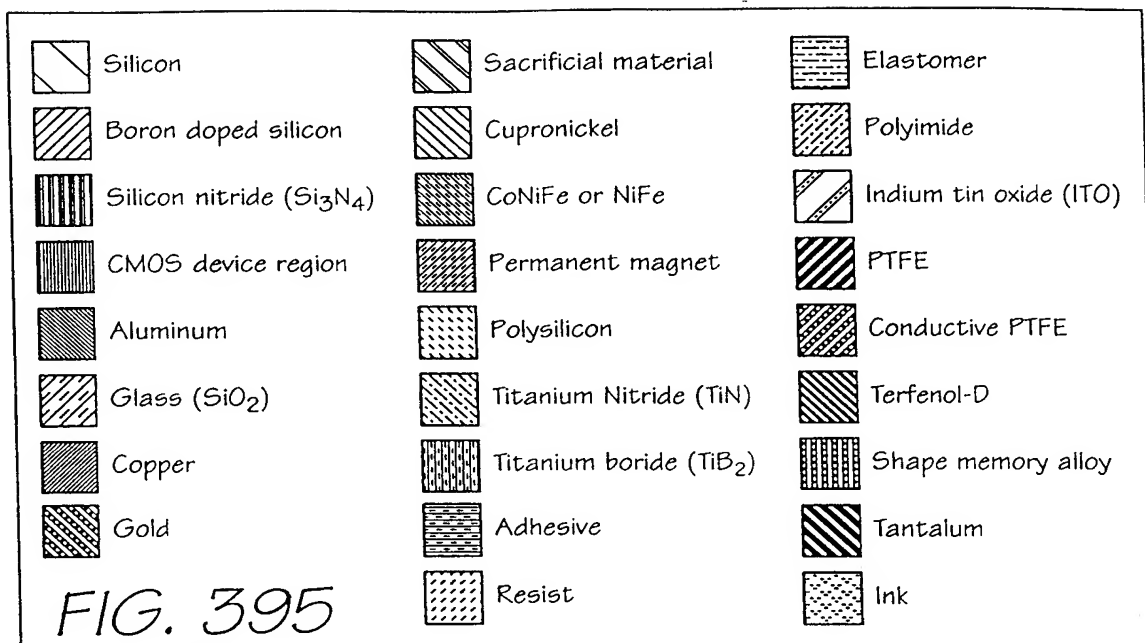 Silicon
Boron doped silicon
Silicon nitride (Si₃N₄)
CMOS device region
Aluminum
Glass (SiO₂)
Copper
Gold
Sacrificial material
Cupronickel
CoNiFe or NiFe
Permanent magnet
Polysilicon
Titanium Nitride (TiN)
Titanium boride (TiB₂)
Adhesive
Resist
Elastomer
Polyimide
Indium tin oxide (ITO)
PTFE
Conductive PTFE
Terfenol-D
Shape memory alloy
Tantalum
Ink
FIG. 395